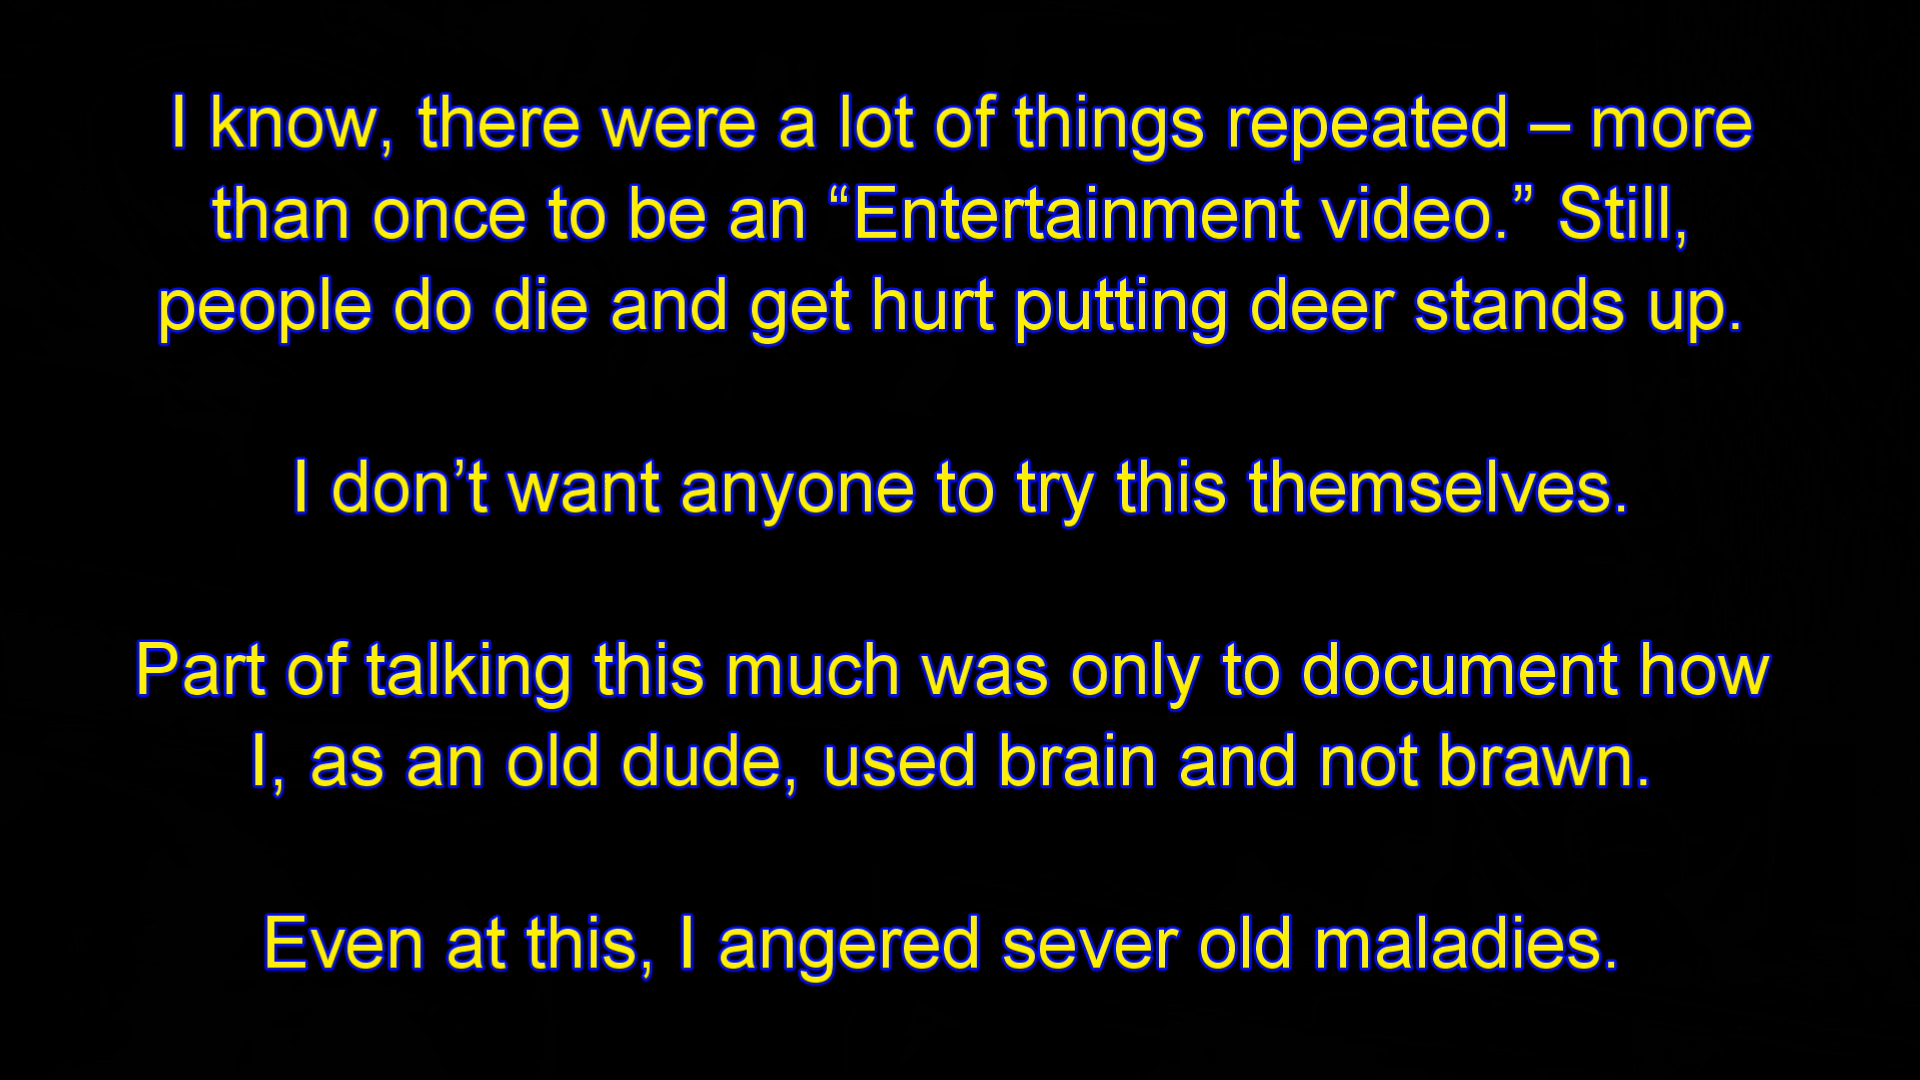 I know, there were a lot of things repeated – more
than once to be an “Entertainment video.” Still,
people do die and get hurt putting deer stands up.
I don’t want anyone to try this themselves.
Part of talking this much was only to document how
I, as an old dude, used brain and not brawn.
Even at this, I angered sever old maladies.